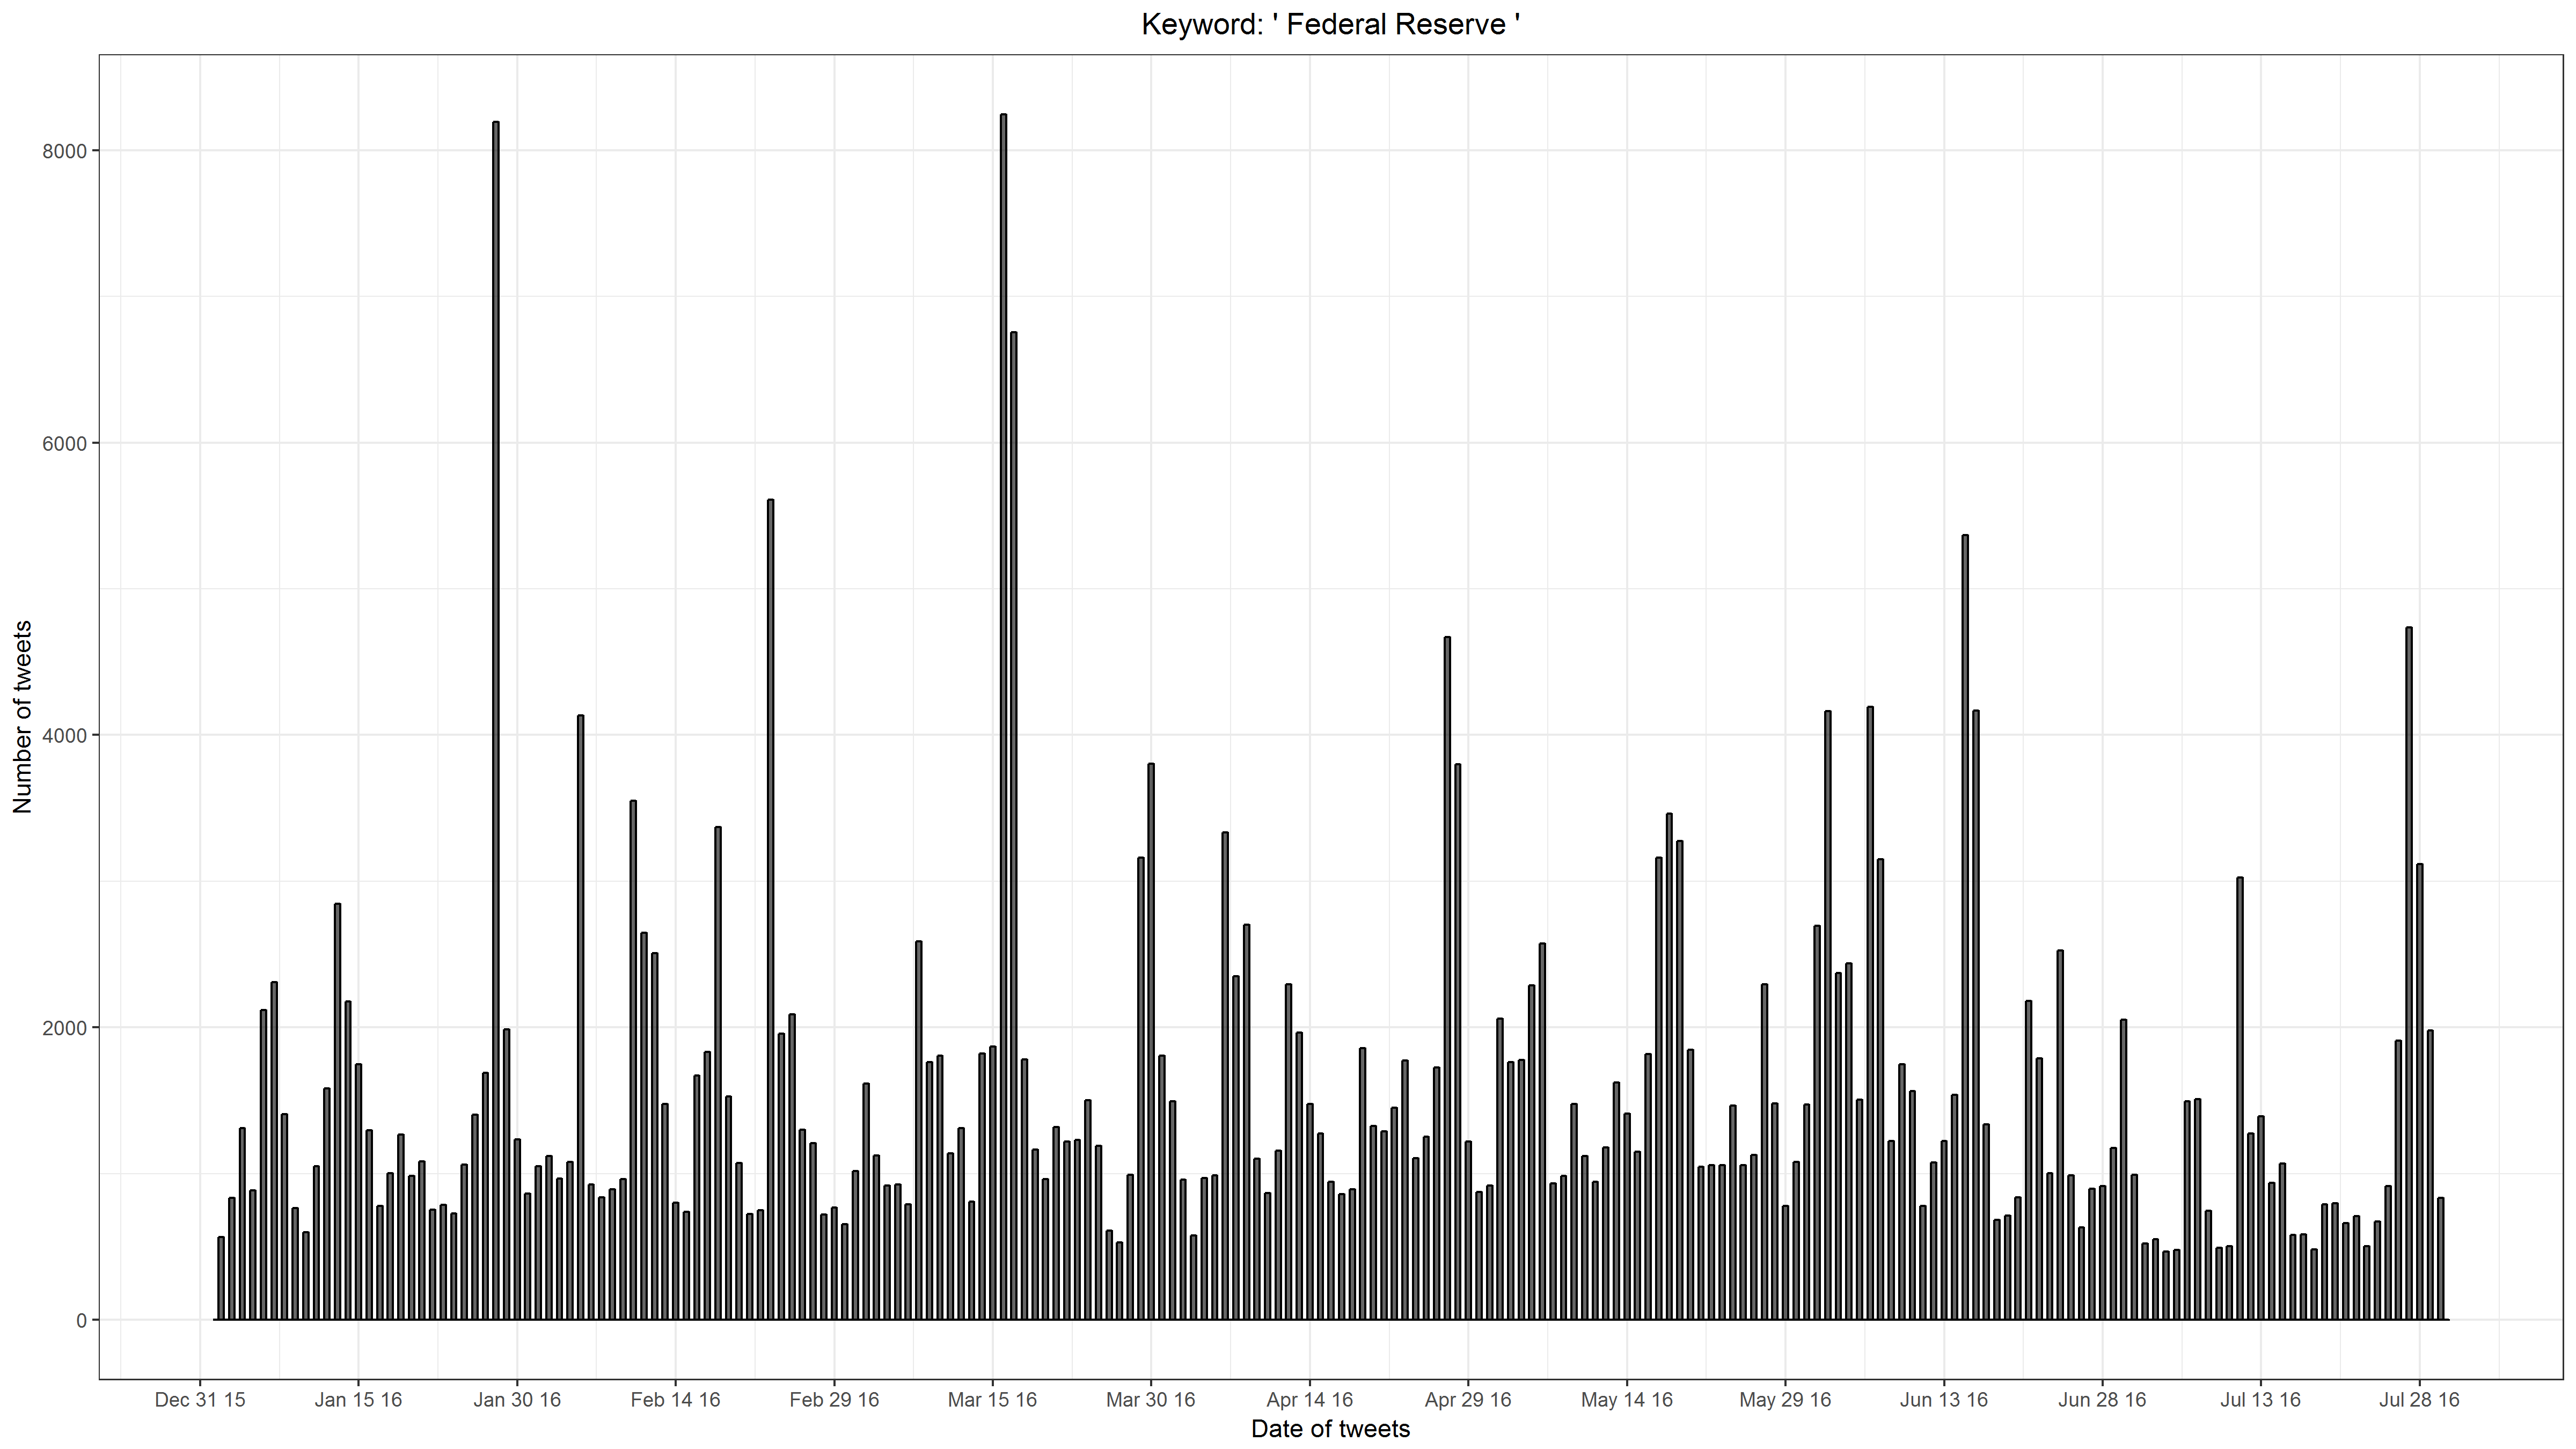 Keyword: ' Federal Reserve '
8000
6000
4000
2000
0
Number of tweets
Dec 31 15 Jan 15 16 Jan 30 16 Feb 14 16 Feb 29 16 Mar 15 16 Mar 30 16 Apr 14 16 Apr 29 16 May 14 16 May 29 16 Jun 13 16 Jun 28 16 Jul 13 16 Jul 28 16
Date of tweets